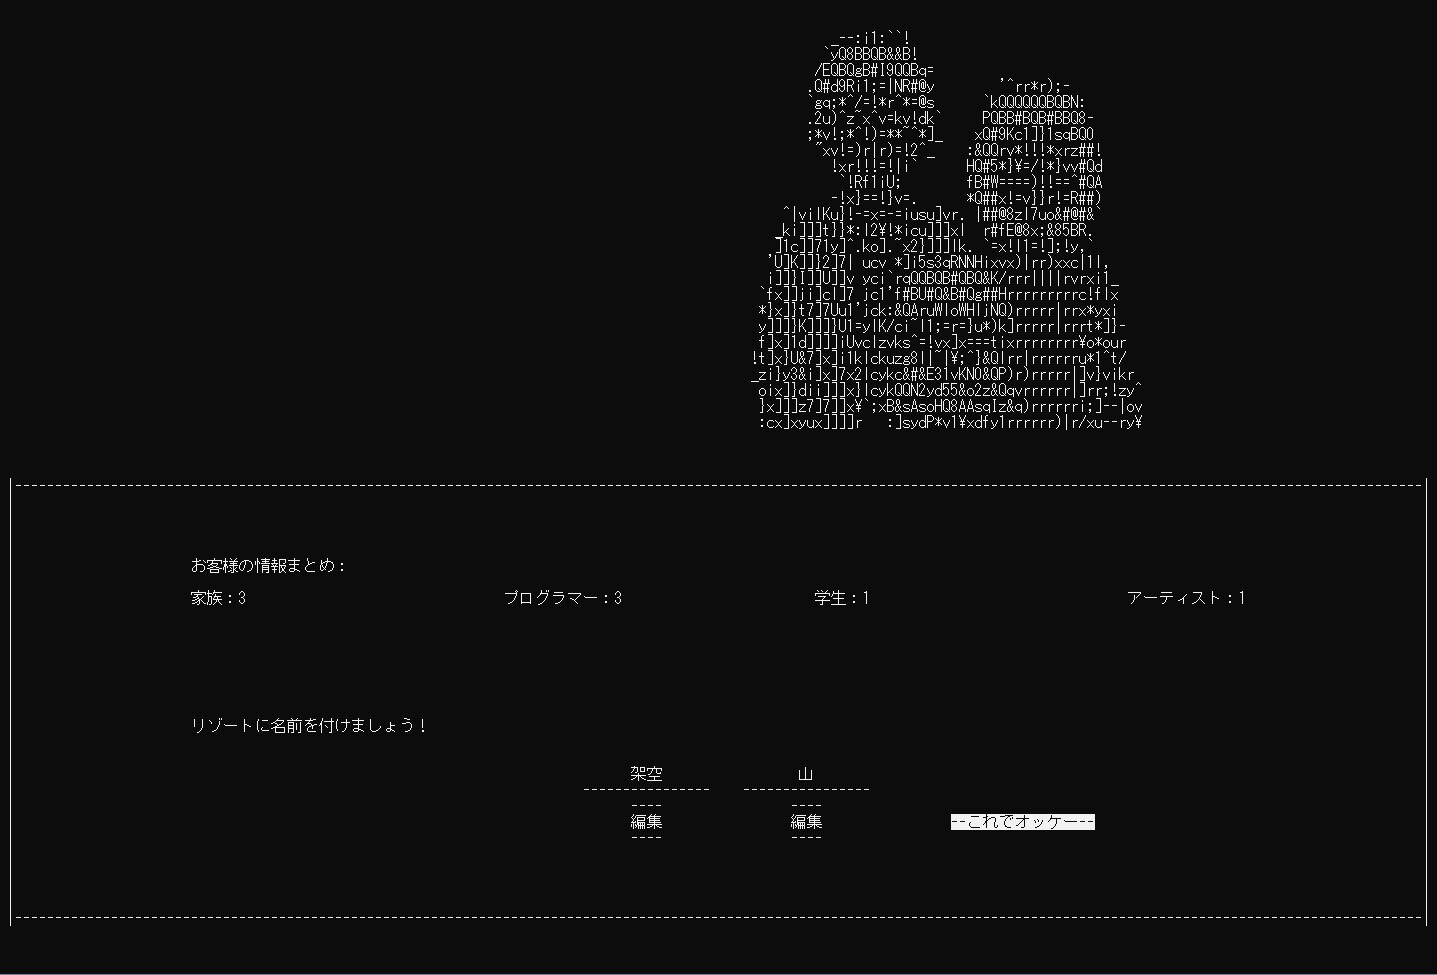 お客様の情報まとめ：
家族：3 プログラマー：3 学生：1 アーティスト：1
リゾートに名前を付けましょう！
架空 山
---------------- ----------------
---- ----
編集 編集 --これでオッケー--
---- ----